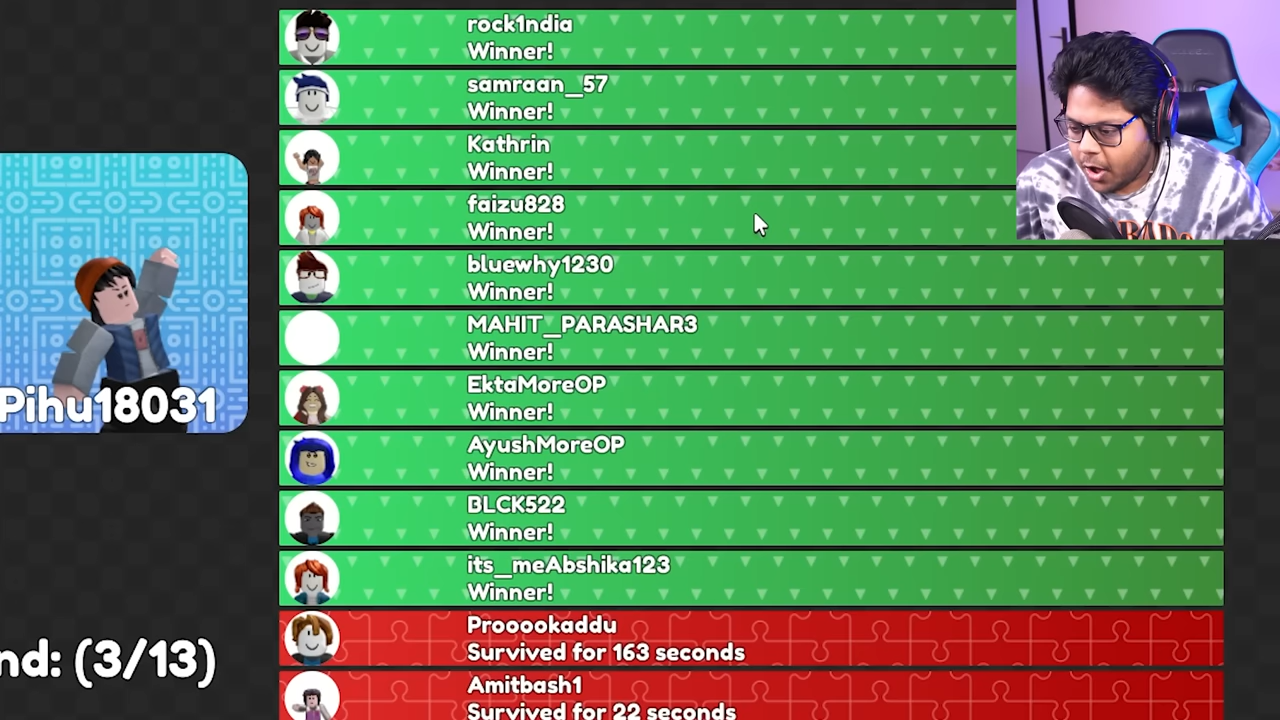 rock1ndia
Winner!
samraan_57
Winner!
Kathrin
Winner!
faizu828
Winner!
bluewhy1230
Winner!
MAHIT_PARASHAR3
Winner!
EktaMoreOP
Winner!
Pihu18031
AyushMoreOP
Winner!
BLCK522
Winner!
its_meAbshika123
Winner!
Prooookaddu
Survived for 163 seconds
nd: (3/13)
Amitbash1
Survived for 22 seconds